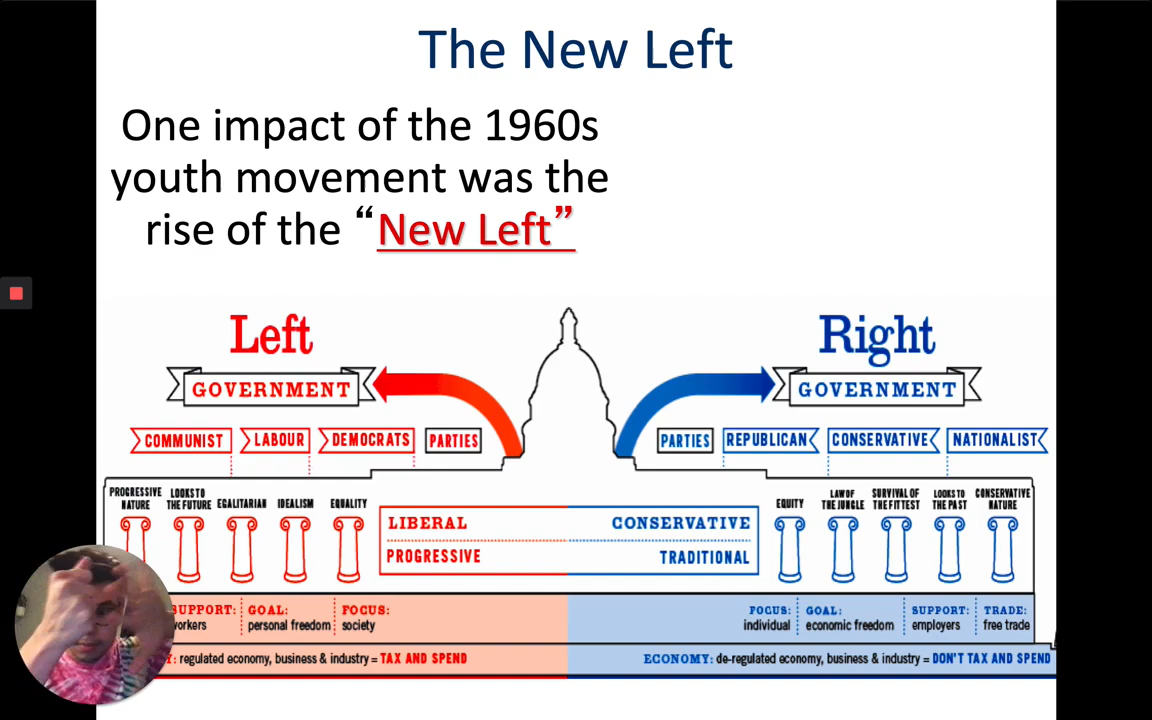 The New Left
One impact of the 1960s
youth movement was the
rise of the “New Left”
Left
Right
GOVERNMENT
GOVERNMENT
COMMUNIST
LABOUR
DEMOCRATS
PARTIES
PARTIES
REPUBLICAN
CONSERVATIVE
NATIONALIST
PROGRESSIVE
NATURE
LOOKS TO
THE FUTURE
EGALITARIAN
IDEALISM
EQUALITY
EQUITY
LAW OF
THE JUNGLE
SURVIVAL OF
THE FITTEST
LOOKS TO
THE PAST
CONSERVATIVE
NATURE
LIBERAL
CONSERVATIVE
PROGRESSIVE
TRADITIONAL
SUPPORT:
workers
GOAL:
personal freedom
FOCUS:
society
FOCUS:
individual
GOAL:
economic freedom
SUPPORT:
employers
TRADE:
free trade
regulated economy, business & industry = TAX AND SPEND
ECONOMY: de-regulated economy, business & industry = DON'T TAX AND SPEND